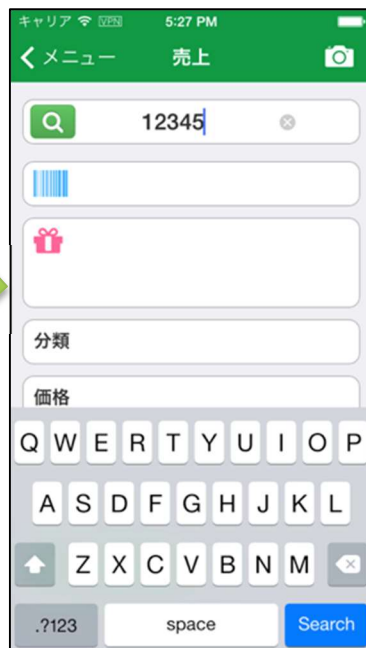 キャリア VPN 5:27 PM
メニュー 売上
12345
分類
価格
Q W E R T Y U I O P
A S D F G H J K L
Z X C V B N M
.?123 space Search